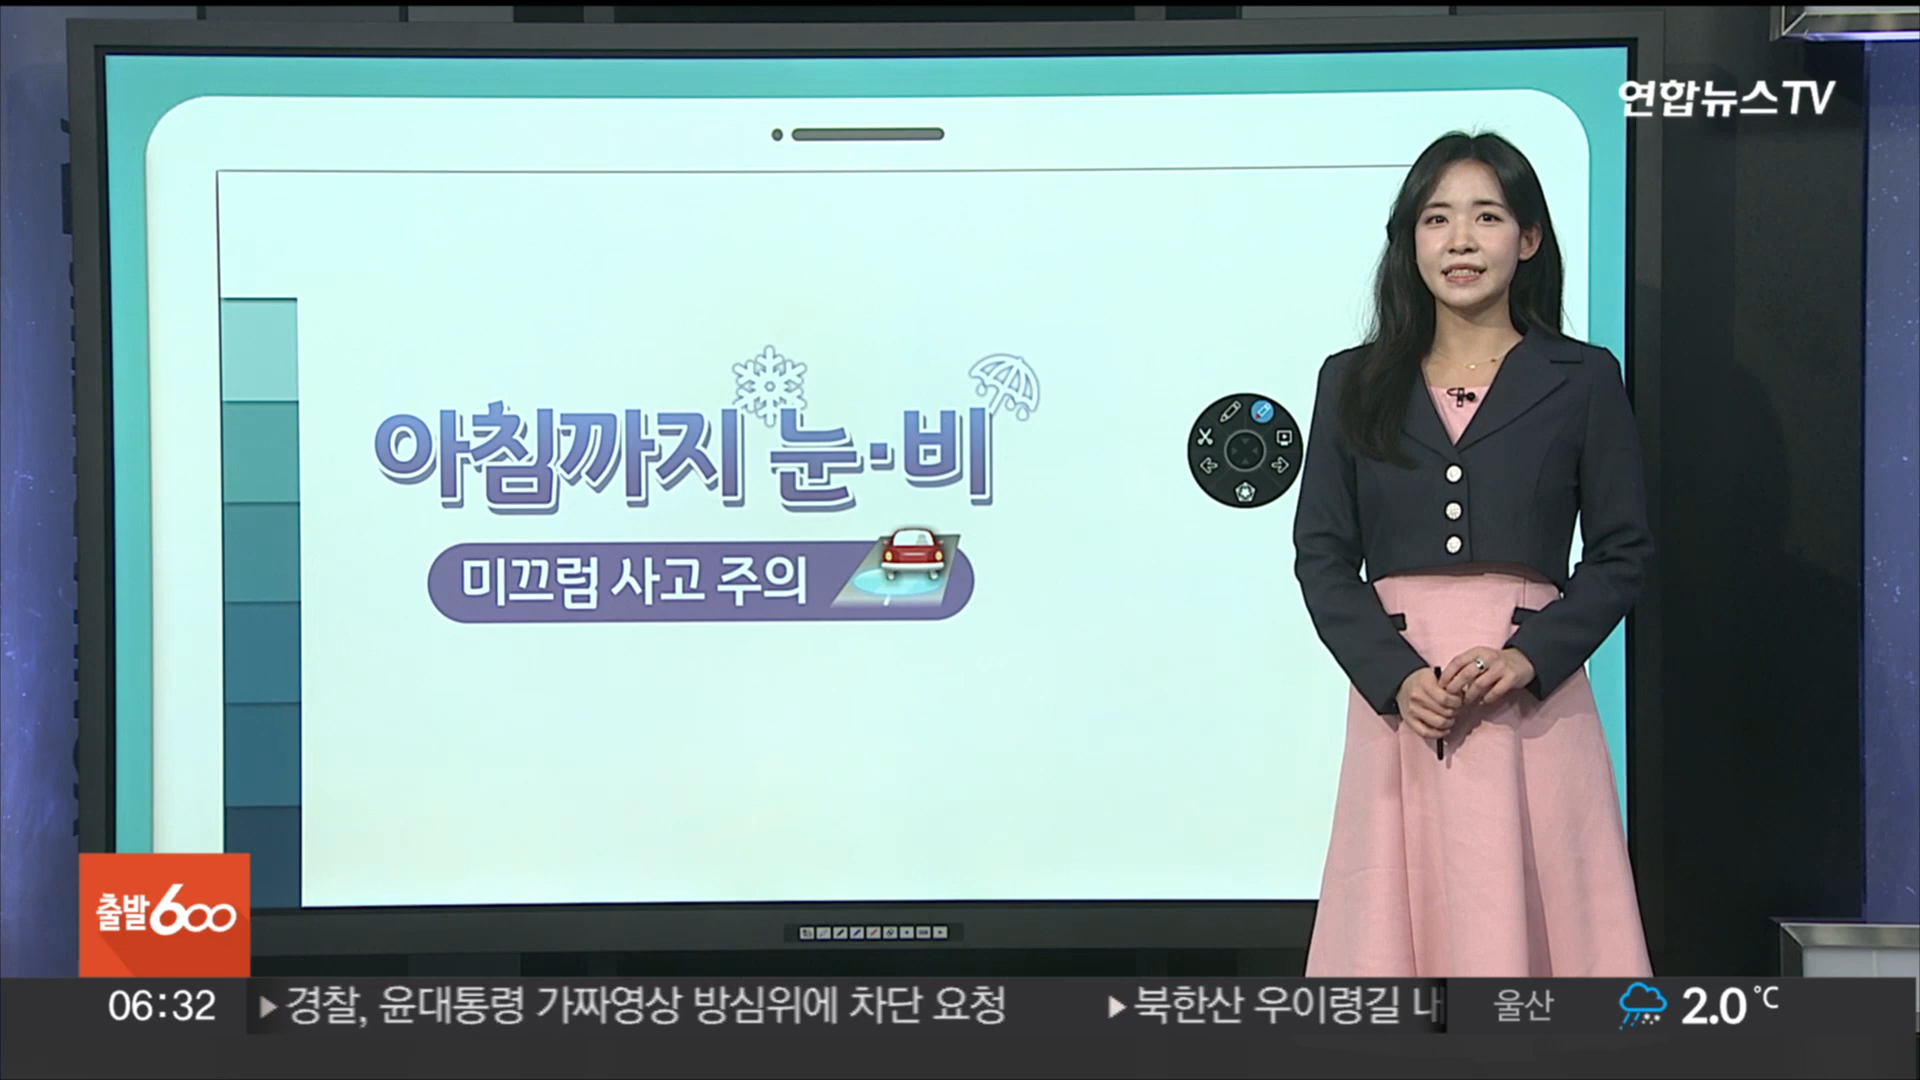 연합뉴스TV
아침까지 눈·비
미끄럼 사고 주의
출발600
06:32
▶경찰, 윤대통령 가짜영상 방심위에 차단 요청
▶북한산 우이령길 내
울산
2.0℃